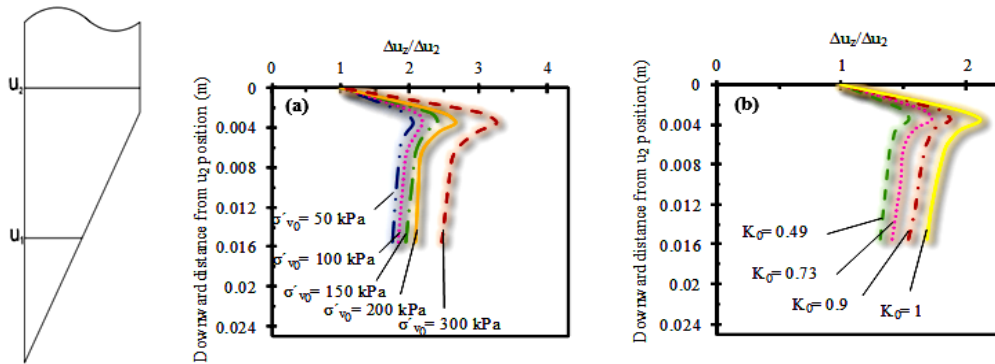 u2
u1
Δuz/Δu2
0 1 2 3 4
Downward distance from u2 position (m)
0
0.004
0.008
0.012
0.016
0.020
0.024
(a)
σ´v0= 50 kPa
σ´v0= 100 kPa
σ´v0= 150 kPa
σ´v0= 200 kPa
σ´v0= 300 kPa
Δuz/Δu2
0 1 2
Downward distance from u2 position(m)
0
0.004
0.008
0.012
0.016
0.020
0.024
(b)
K0= 0.49
K0= 0.73
K0= 0.9
K0= 1